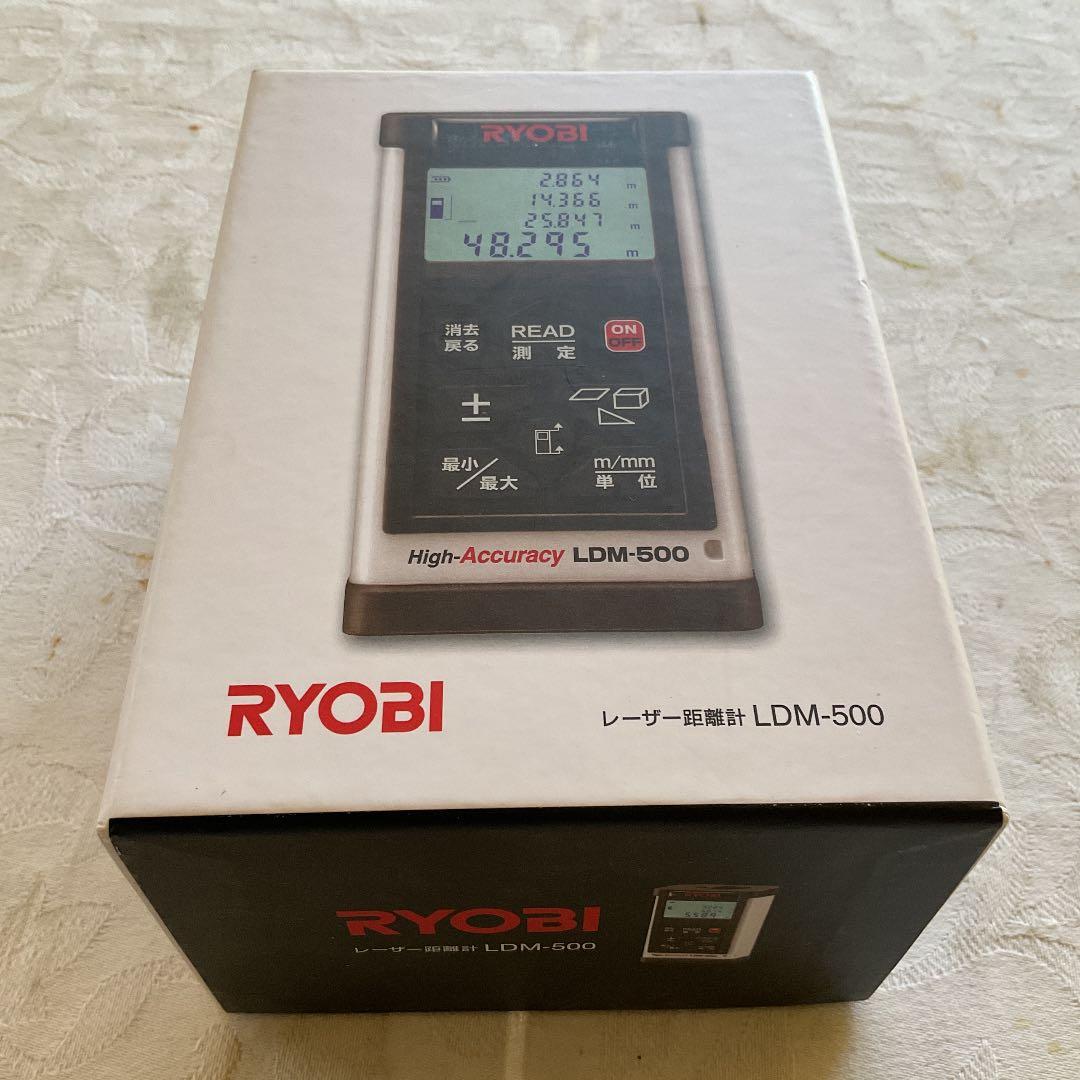 RYOBI
2.864 m
14.366 m
25.847 m
48.295 m
消去
戻る
READ
測 定
ON
OFF
±
最小/最大
m/mm
単 位
High-Accuracy LDM-500
RYOBI
レーザー距離計 LDM-500
RYOBI
レーザー距離計 LDM-500